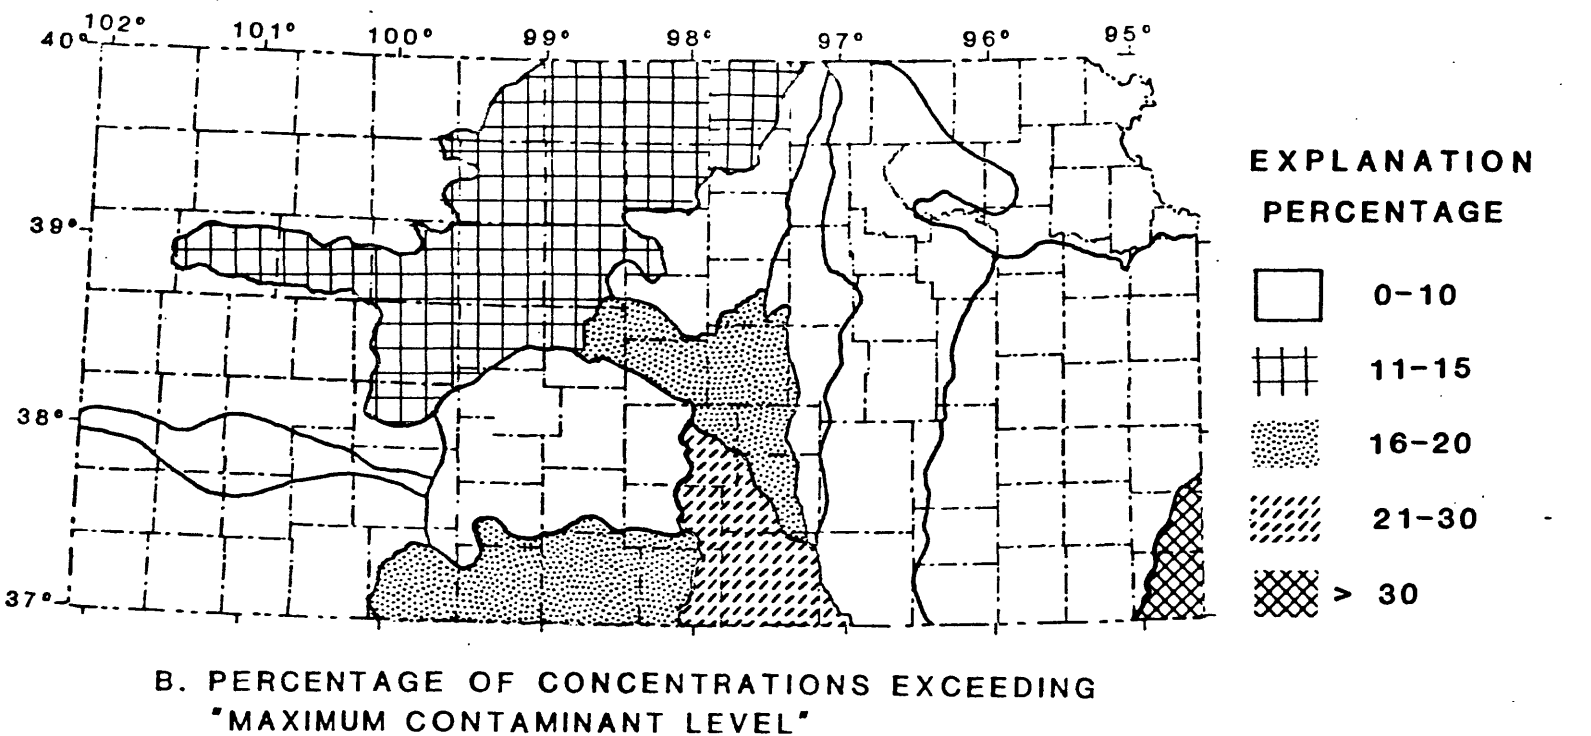 102° 101° 100° 99° 98° 97° 96° 95°
40°
39°
38°
37°
EXPLANATION
PERCENTAGE
0-10
11-15
16-20
21-30
> 30
B. PERCENTAGE OF CONCENTRATIONS EXCEEDING
"MAXIMUM CONTAMINANT LEVEL"